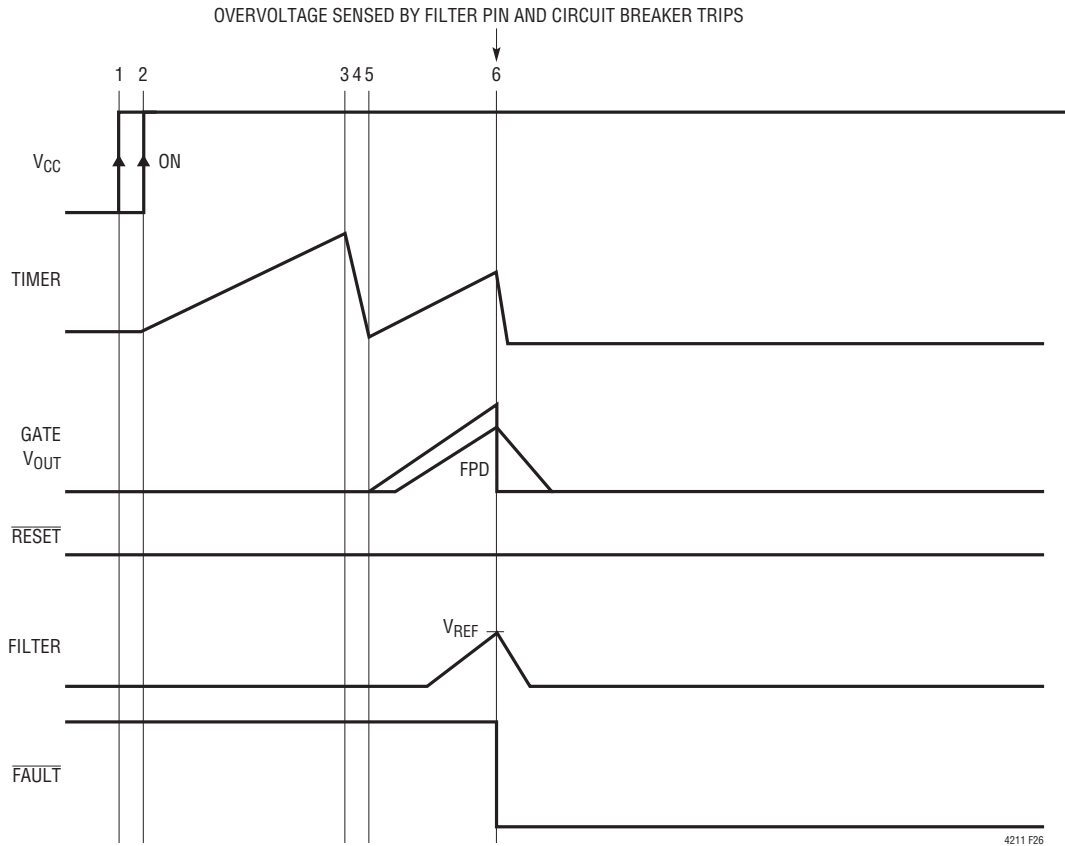 OVERVOLTAGE SENSED BY FILTER PIN AND CIRCUIT BREAKER TRIPS
1 2 3 4 5 6
VCC
ON
TIMER
GATE
VOUT
FPD
RESET
VREF
FILTER
FAULT
4211 F26